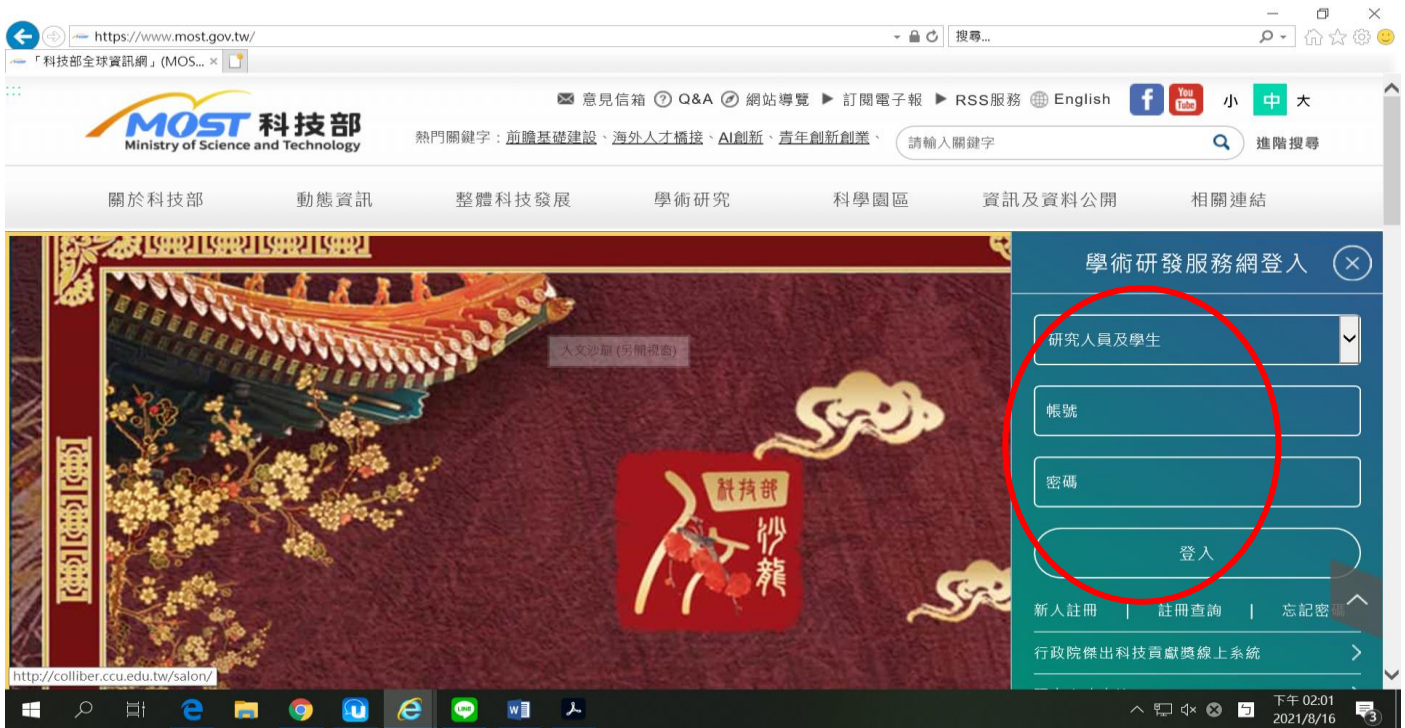 https://www.most.gov.tw/
搜尋...
「科技部全球資訊網」(MOS...
意見信箱 Q&A 網站導覽 ▶ 訂閱電子報 ▶ RSS服務 English f You Tube 小 中 大
MOST 科技部
Ministry of Science and Technology
熱門關鍵字：前瞻基礎建設、海外人才橋接、AI創新、青年創新創業、
請輸入關鍵字
進階搜尋
關於科技部 動態資訊 整體科技發展 學術研究 科學園區 資訊及資料公開 相關連結
學術研發服務網登入
研究人員及學生
人文沙龍 (另開視窗)
帳號
密碼
科技部
人
沙龍
登入
新人註冊 | 註冊查詢 | 忘記密碼
行政院傑出科技貢獻獎線上系統
http://colliber.ccu.edu.tw/salon/
LINE
下午 02:01
2021/8/16
3